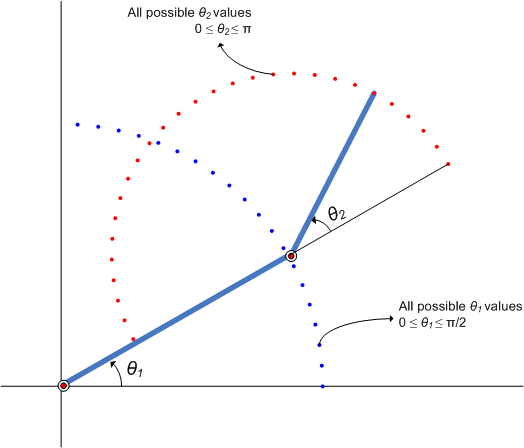 All possible θ2 values
0 ≤ θ2 ≤ π
θ2
All possible θ1 values
0 ≤ θ1 ≤ π/2
θ1